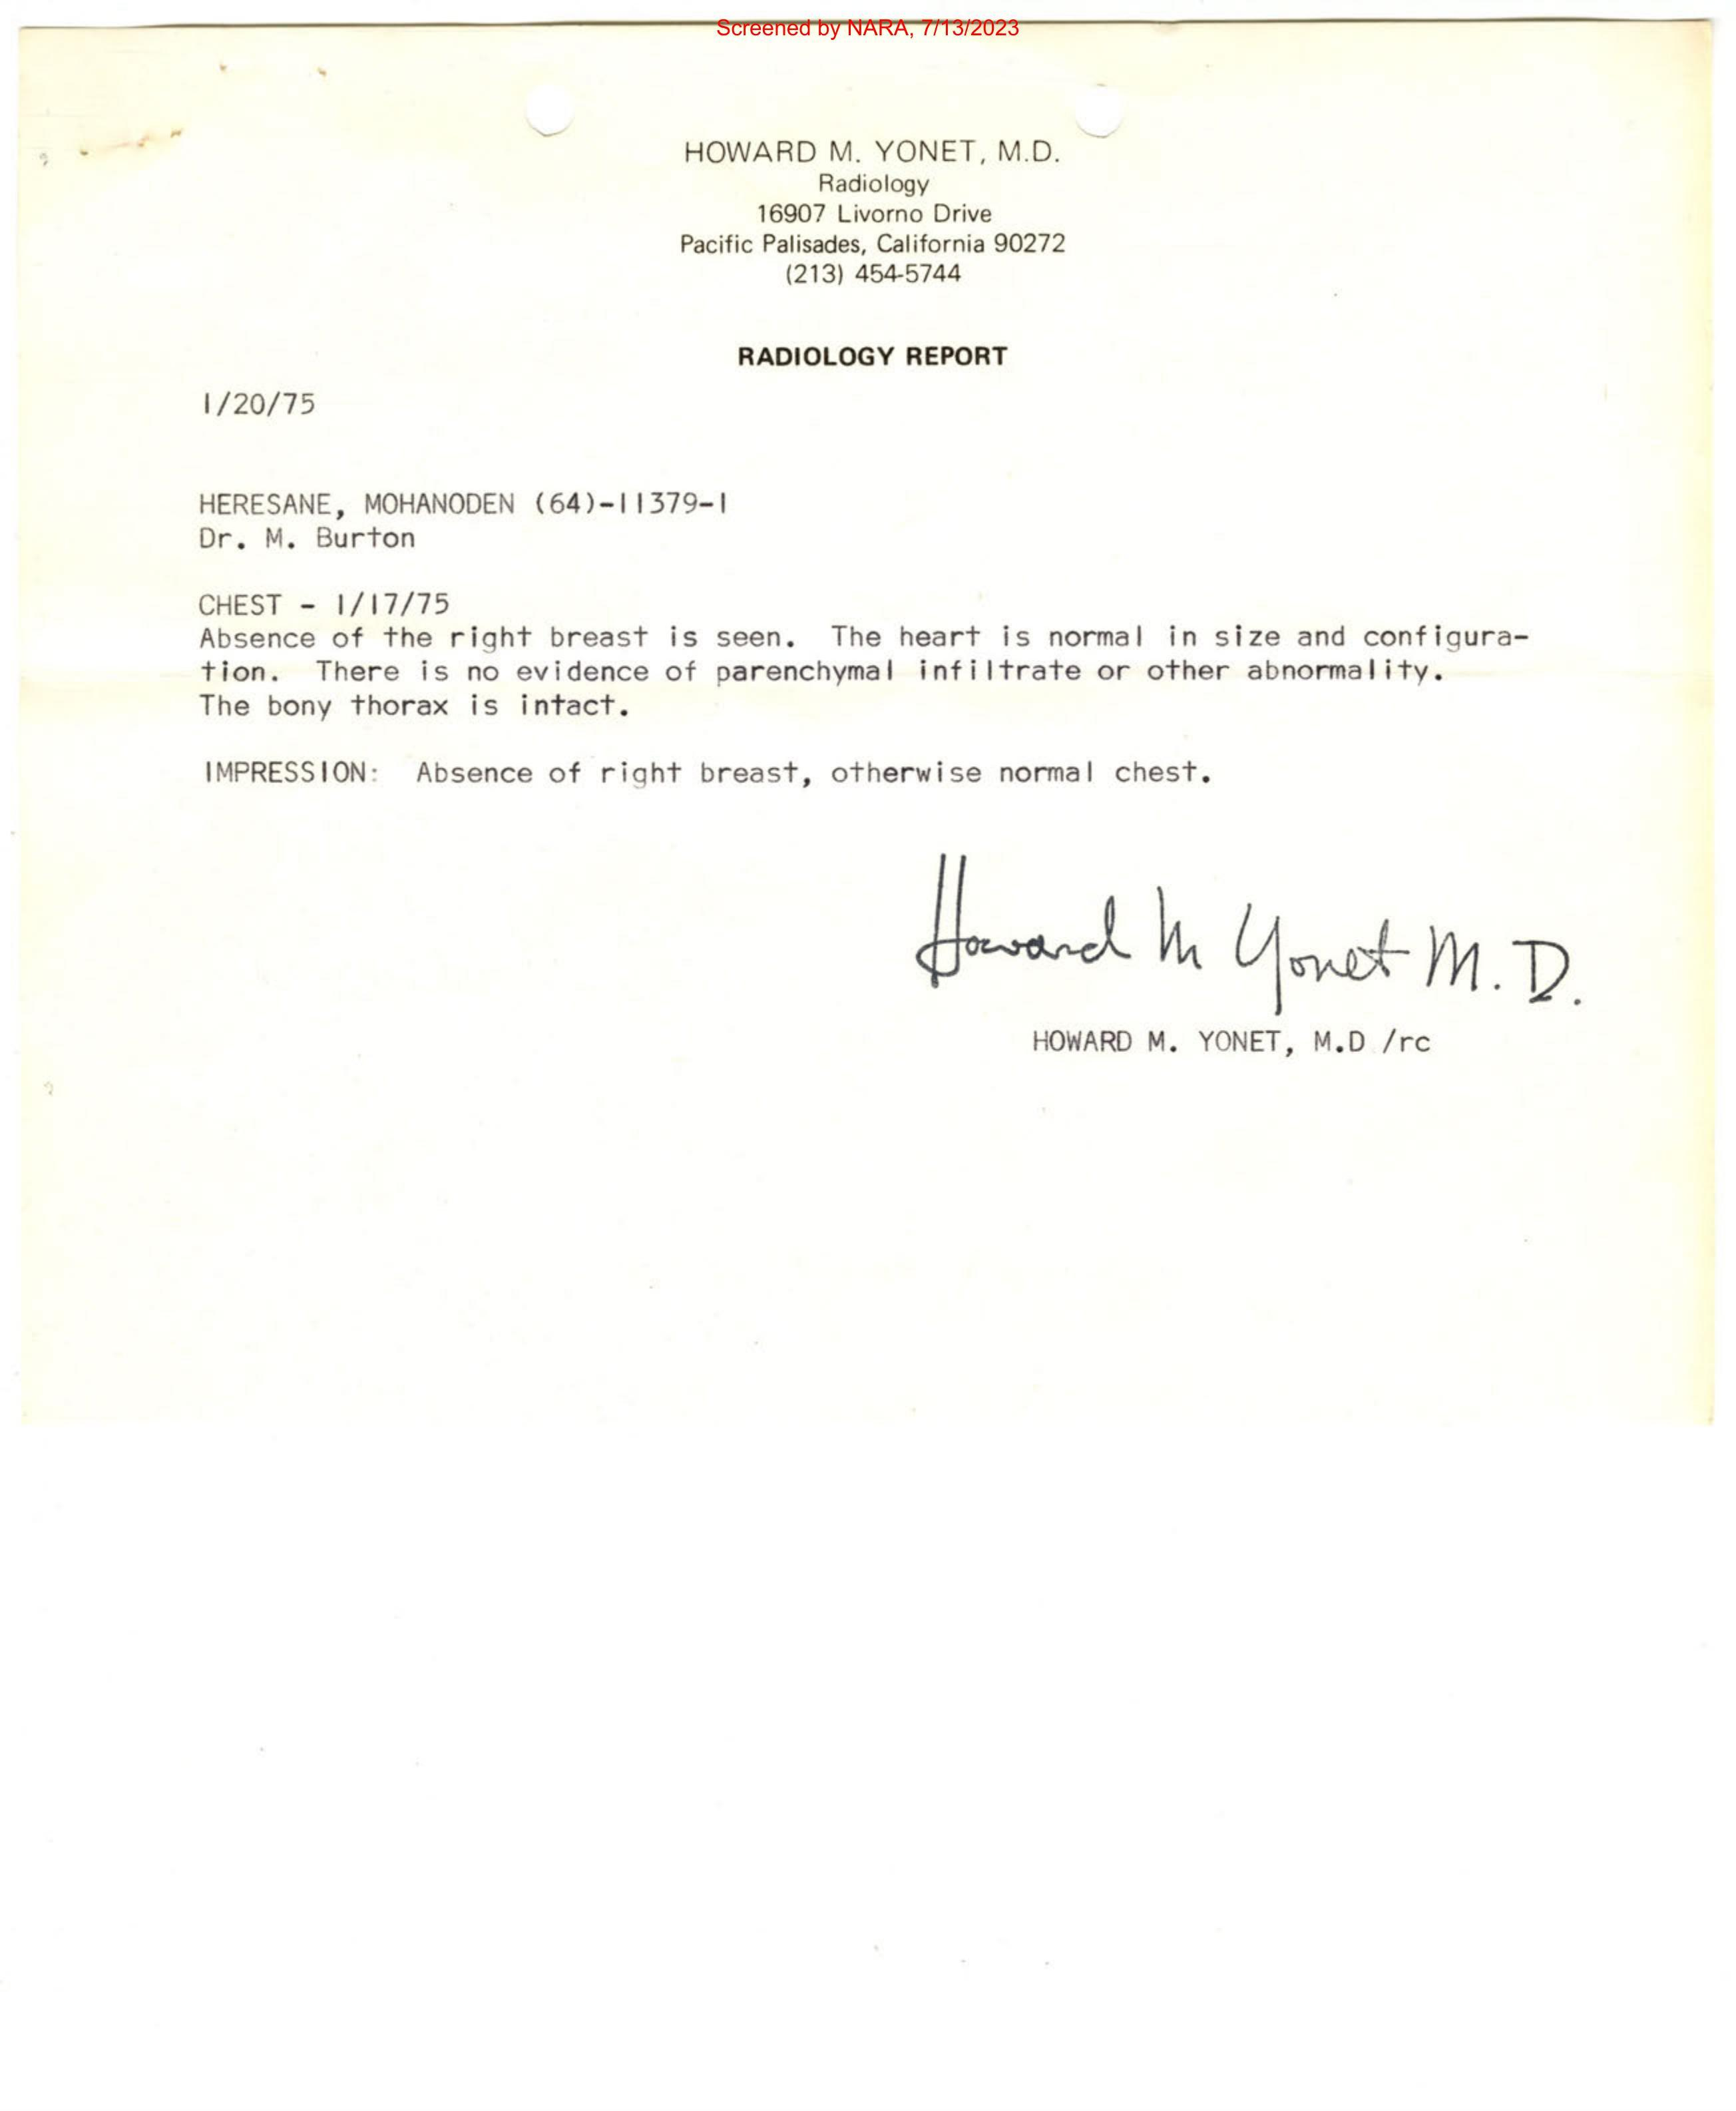 Screened by NARA, 7/13/2023
HOWARD M. YONET, M.D.
Radiology
16907 Livorno Drive
Pacific Palisades, California 90272
(213) 454-5744
RADIOLOGY REPORT
1/20/75
HERESANE, MOHANODEN (64)-11379-1
Dr. M. Burton
CHEST - 1/17/75
Absence of the right breast is seen. The heart is normal in size and configura-
tion. There is no evidence of parenchymal infiltrate or other abnormality.
The bony thorax is intact.
IMPRESSION: Absence of right breast, otherwise normal chest.
Howard M Yonet M.D.
HOWARD M. YONET, M.D /rc